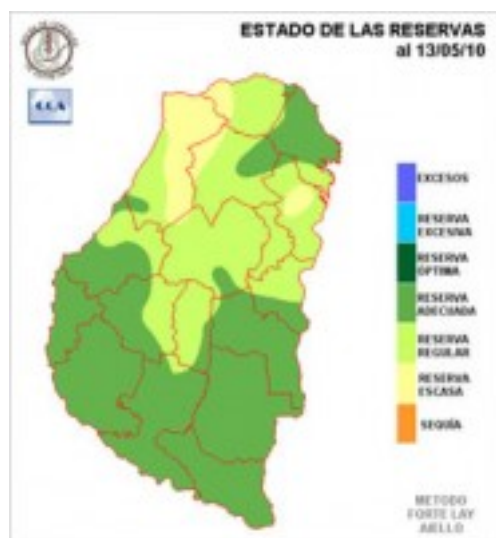 ESTADO DE LAS RESERVAS
al 13/05/10
CCA
EXCESOS
RESERVA
EXCESIVA
RESERVA
OPTIMA
RESERVA
ADECUADA
RESERVA
REGULAR
RESERVA
ESCASA
SEQUÍA
METODO
FORTE LAY
AIELLO